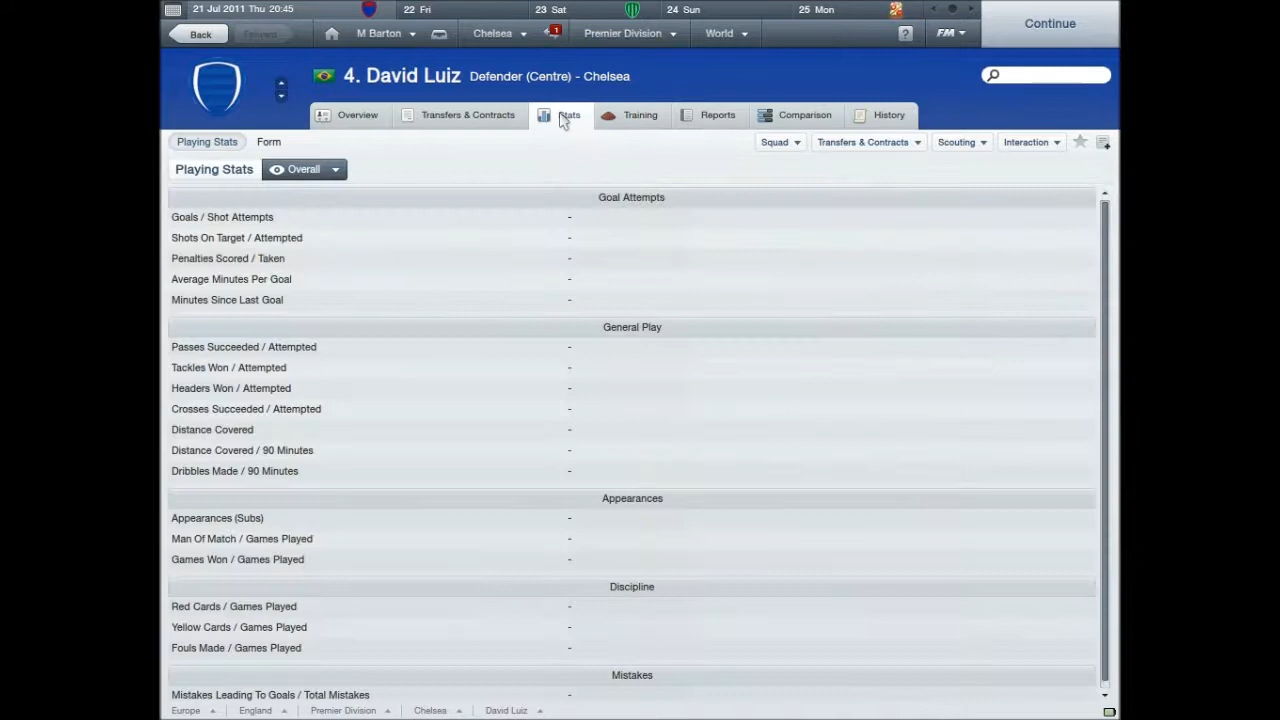 21 Jul 2011 Thu 20:45 22 Fri 23 Sat 24 Sun 25 Mon Continue
Back M Barton Chelsea 1 Premier Division World ? FM
4. David Luiz Defender (Centre) - Chelsea
Overview Transfers & Contracts Stats Training Reports Comparison History
Playing Stats Form Squad Transfers & Contracts Scouting Interaction
Playing Stats Overall
Goal Attempts
Goals / Shot Attempts -
Shots On Target / Attempted -
Penalties Scored / Taken -
Average Minutes Per Goal -
Minutes Since Last Goal -
General Play
Passes Succeeded / Attempted -
Tackles Won / Attempted -
Headers Won / Attempted -
Crosses Succeeded / Attempted -
Distance Covered -
Distance Covered / 90 Minutes -
Dribbles Made / 90 Minutes -
Appearances
Appearances (Subs) -
Man Of Match / Games Played -
Games Won / Games Played -
Discipline
Red Cards / Games Played -
Yellow Cards / Games Played -
Fouls Made / Games Played -
Mistakes
Mistakes Leading To Goals / Total Mistakes -
Europe England Premier Division Chelsea David Luiz